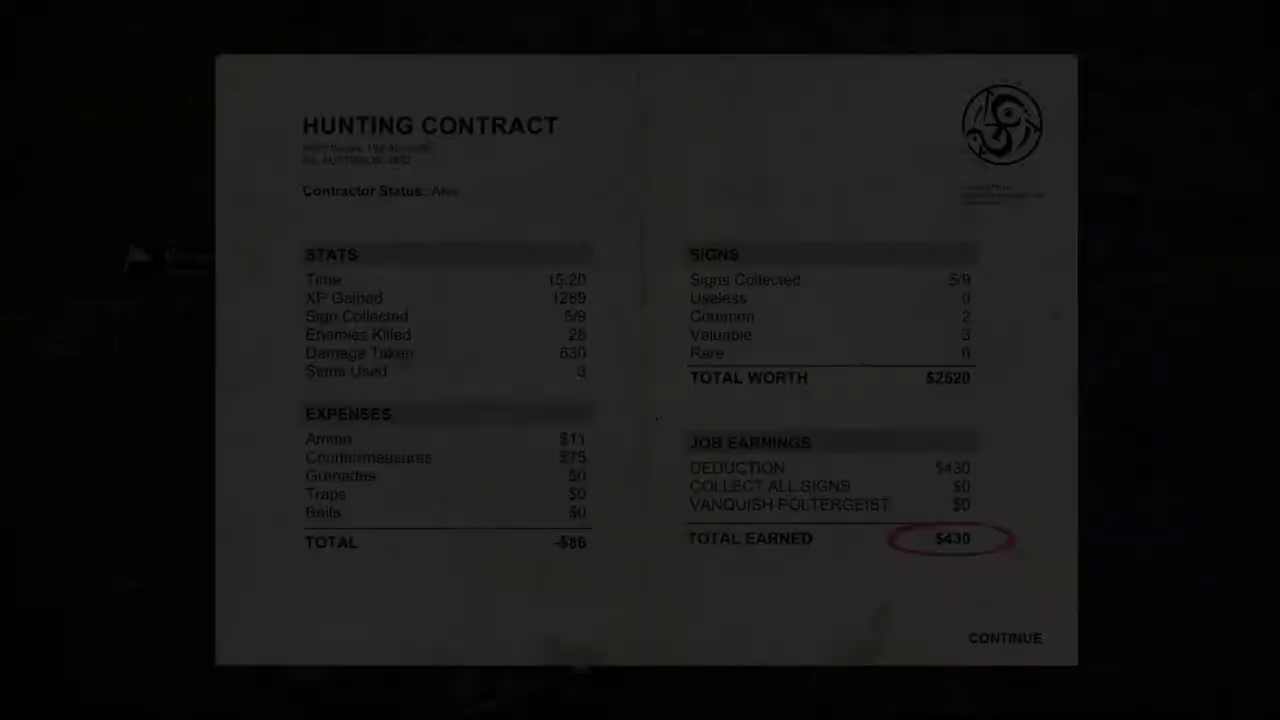 HUNTING CONTRACT
Contractor Status: Alive
STATS
Time 15:20
XP Gained 1289
Sign Collected 5/9
Enemies Killed 28
Damage Taken 630
Items Used 3
EXPENSES
Ammo $11
Countermeasures $75
Grenades $0
Traps $0
Baits $0
TOTAL -$86
SIGNS
Signs Collected 5/9
Useless 0
Common 2
Valuable 3
Rare 0
TOTAL WORTH $2520
JOB EARNINGS
DEDUCTION $430
COLLECT ALL SIGNS $0
VANQUISH POLTERGEIST $0
TOTAL EARNED $430
CONTINUE